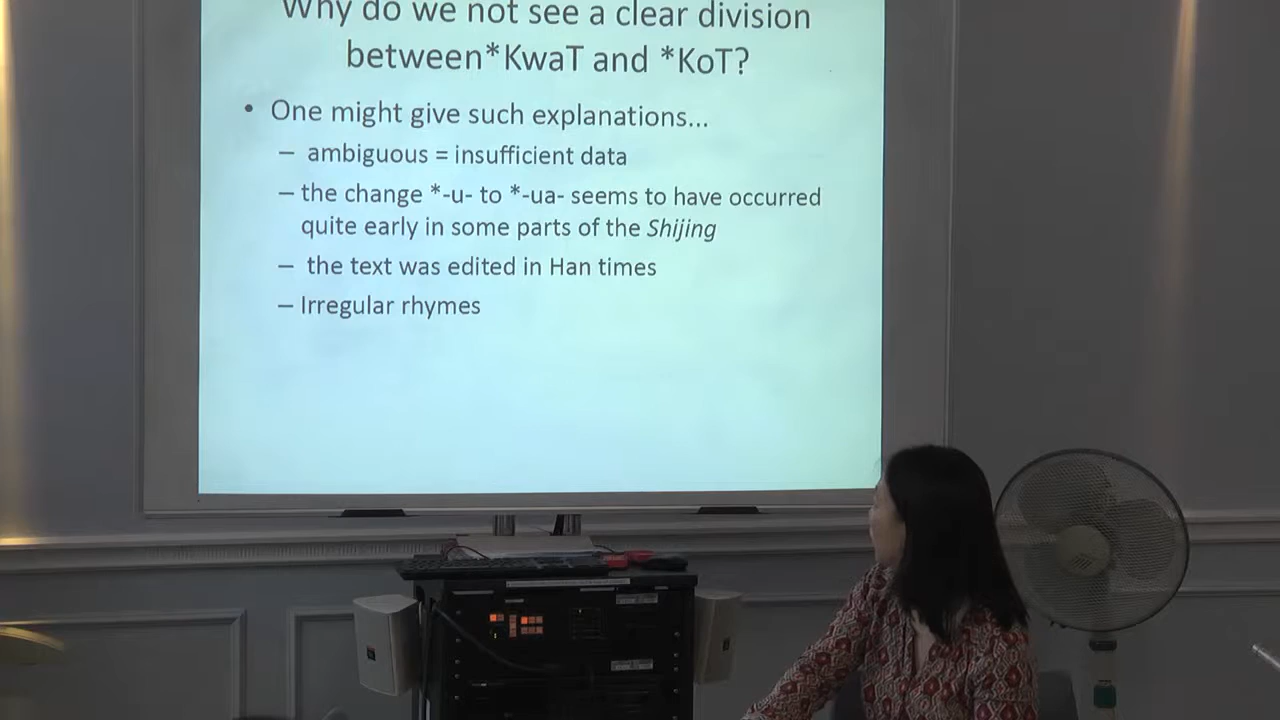 Why do we not see a clear division
between*KwaT and *KoT?
• One might give such explanations...
– ambiguous = insufficient data
– the change *-u- to *-ua- seems to have occurred
quite early in some parts of the Shijing
– the text was edited in Han times
– Irregular rhymes